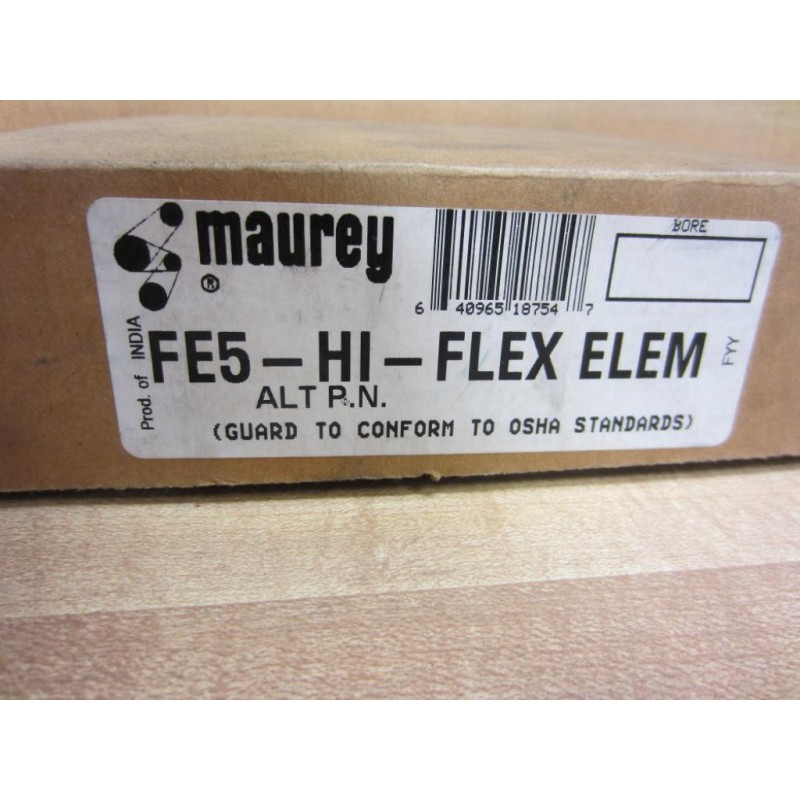 maurey
®
6 40965 18754 7
BORE
Prod. of INDIA
FE5-HI-FLEX ELEM
FYY
ALT P.N.
(GUARD TO CONFORM TO OSHA STANDARDS)